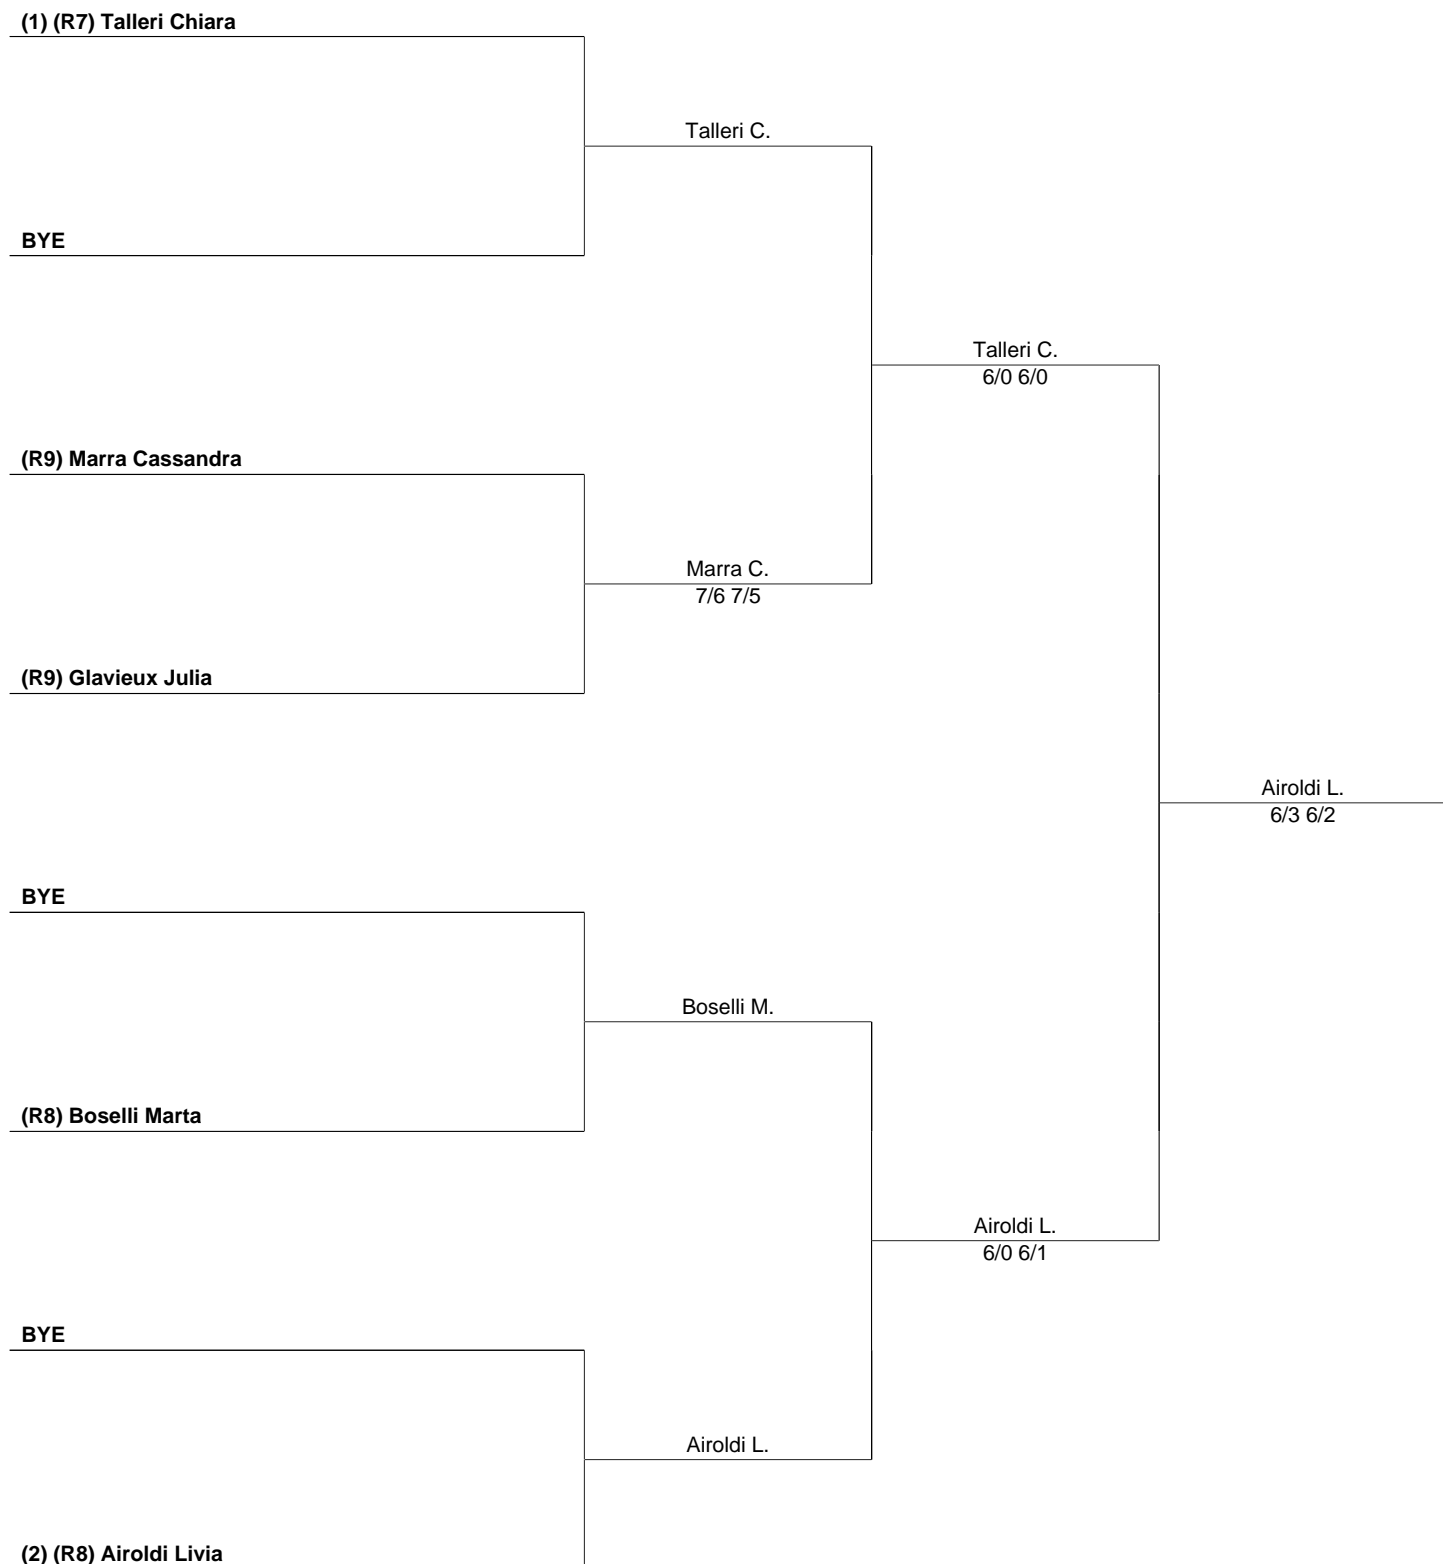 (1) (R7) Talleri Chiara
Talleri C.
BYE
Talleri C.
6/0 6/0
(R9) Marra Cassandra
Marra C.
7/6 7/5
(R9) Glavieux Julia
Airoldi L.
6/3 6/2
BYE
Boselli M.
(R8) Boselli Marta
Airoldi L.
6/0 6/1
BYE
Airoldi L.
(2) (R8) Airoldi Livia